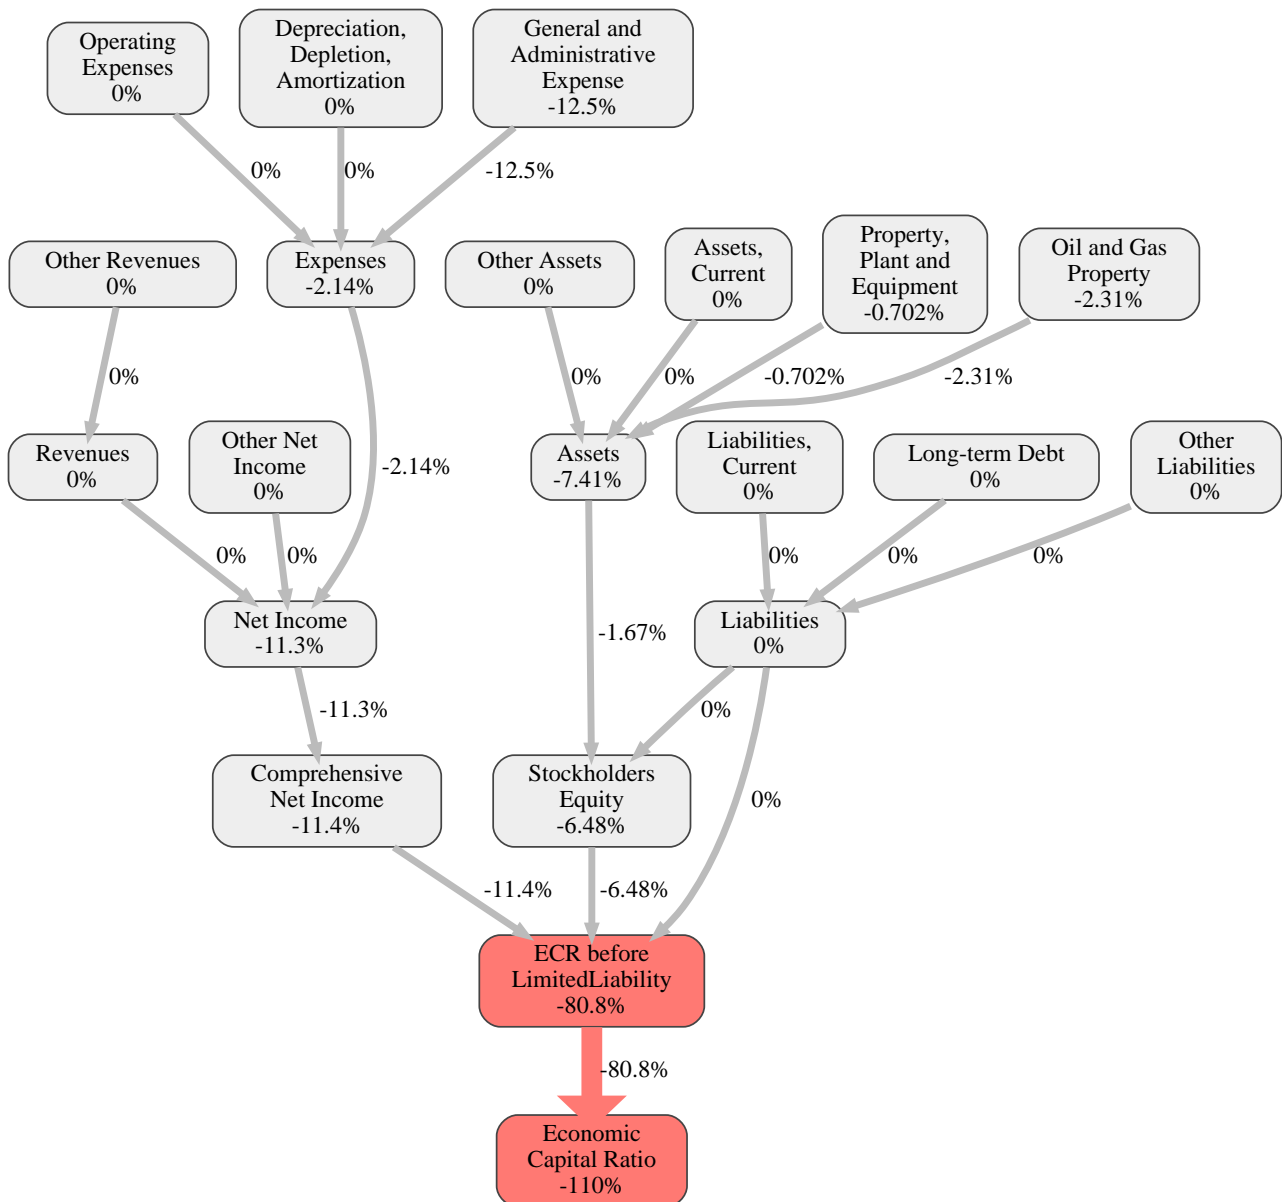 Operating
Expenses
0%
Depreciation,
Depletion,
Amortization
0%
General and
Administrative
Expense
-12.5%
0%
0%
-12.5%
Other Revenues
0%
Expenses
-2.14%
Other Assets
0%
Assets,
Current
0%
Property,
Plant and
Equipment
-0.702%
Oil and Gas
Property
-2.31%
0%
0%
0%
-0.702%
-2.31%
Revenues
0%
Other Net
Income
0%
-2.14%
Assets
-7.41%
Liabilities,
Current
0%
Long-term Debt
0%
Other
Liabilities
0%
0%
0%
0%
0%
0%
Net Income
-11.3%
-1.67%
Liabilities
0%
-11.3%
0%
Comprehensive
Net Income
-11.4%
Stockholders
Equity
-6.48%
0%
-11.4%
-6.48%
ECR before
LimitedLiability
-80.8%
-80.8%
Economic
Capital Ratio
-110%